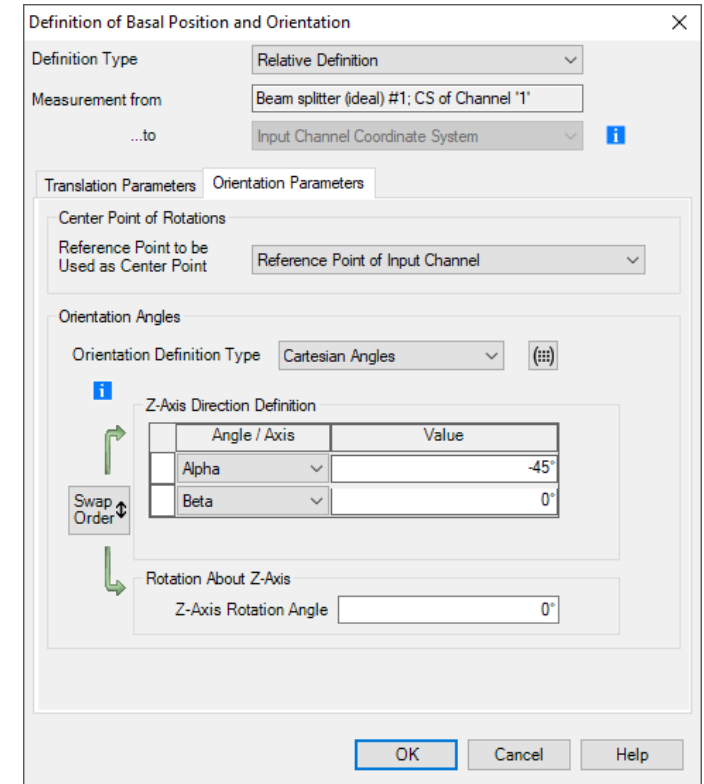 Definition of Basal Position and Orientation
Definition Type Relative Definition
Measurement from Beam splitter (ideal) #1; CS of Channel '1'
...to Input Channel Coordinate System i
Translation Parameters Orientation Parameters
Center Point of Rotations
Reference Point to be
Used as Center Point Reference Point of Input Channel
Orientation Angles
Orientation Definition Type Cartesian Angles
i
Z-Axis Direction Definition
Angle / Axis Value
Alpha -45°
Beta 0°
Swap
Order
Rotation About Z-Axis
Z-Axis Rotation Angle 0°
OK Cancel Help